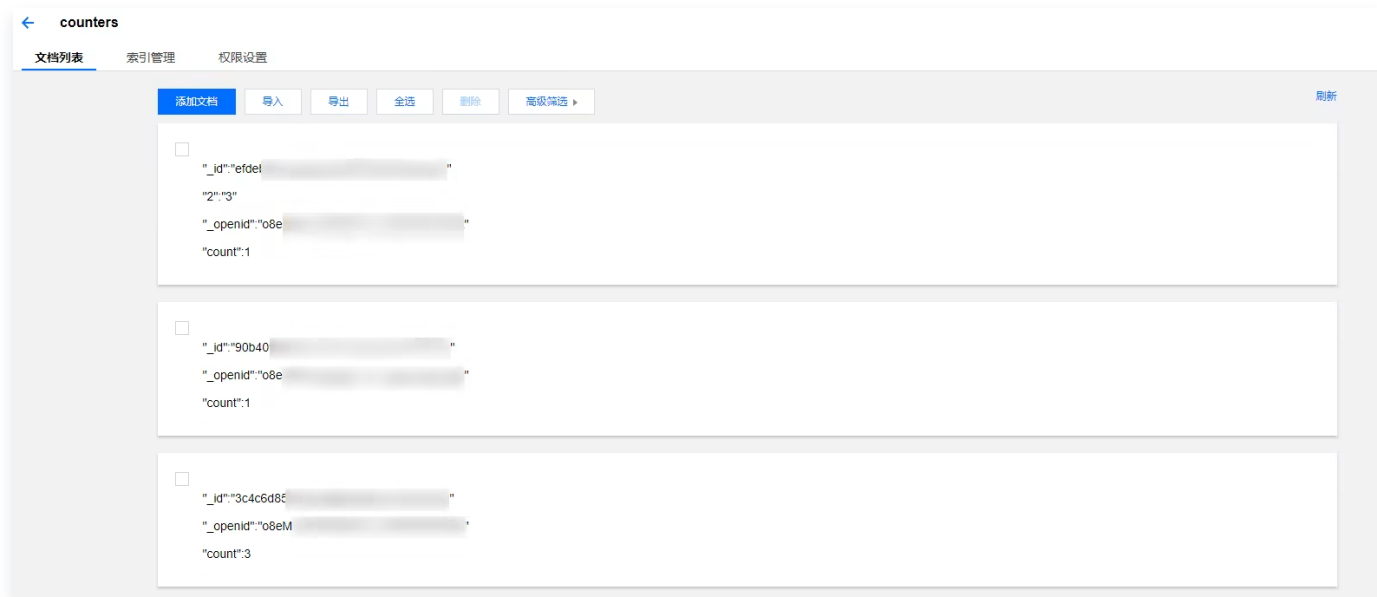 counters
文档列表 索引管理 权限设置
添加文档 导入 导出 全选 删除 高级筛选 刷新
"_id":"efdeb "
"2":"3"
"_openid":"o8e "
"count":1
"_id":"90b40 "
"_openid":"o8e "
"count":1
"_id":"3c4c6d85 "
"_openid":"o8eM "
"count":3